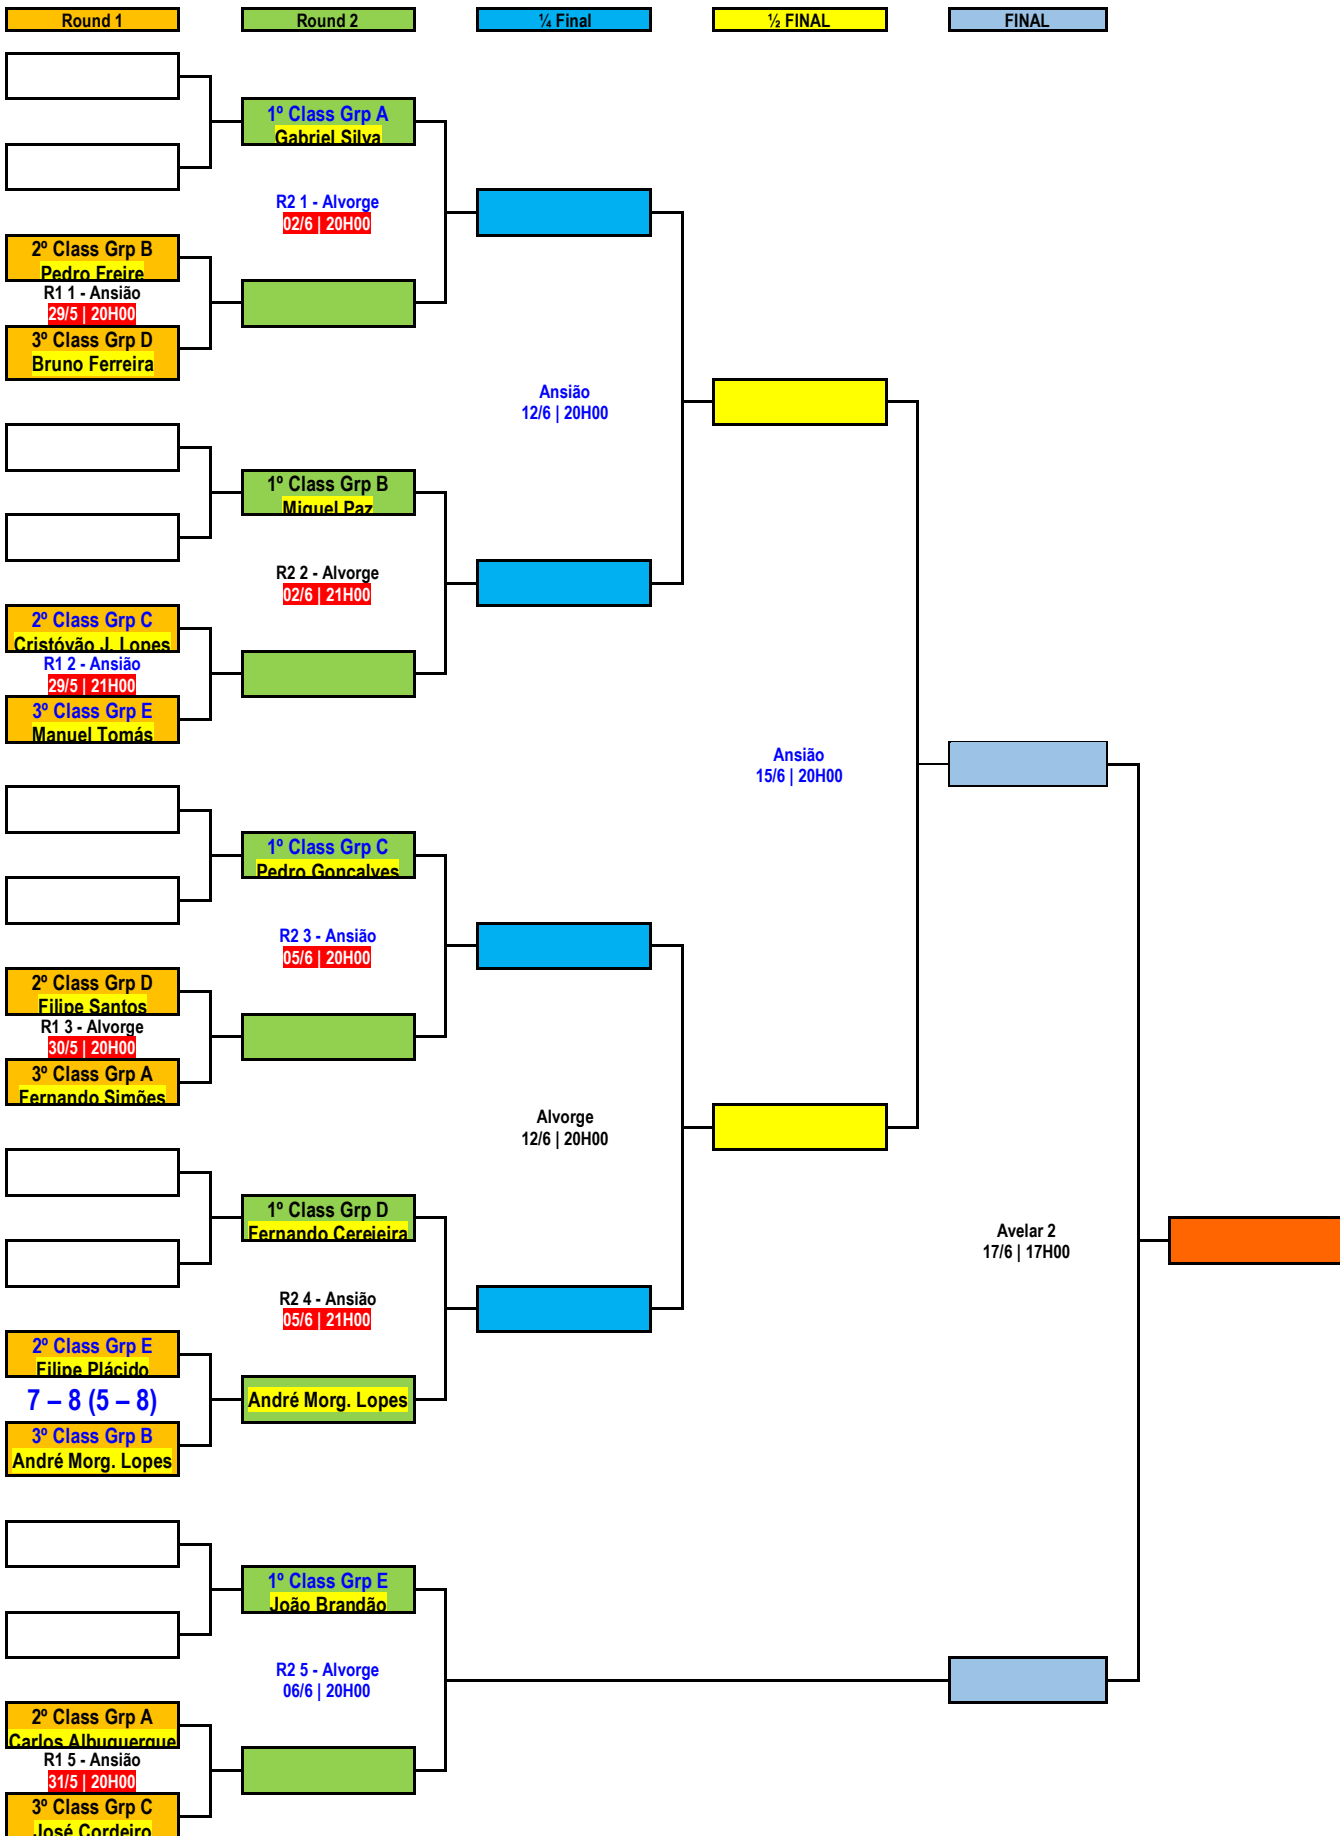 Round 1
Round 2
¼ Final
½ FINAL
FINAL
1º Class Grp A
Gabriel Silva
R2 1 - Alvorge
02/6 | 20H00
2º Class Grp B
Pedro Freire
R1 1 - Ansião
29/5 | 20H00
3º Class Grp D
Bruno Ferreira
Ansião
12/6 | 20H00
1º Class Grp B
Miguel Paz
R2 2 - Alvorge
02/6 | 21H00
2º Class Grp C
Cristóvão J. Lopes
R1 2 - Ansião
29/5 | 21H00
3º Class Grp E
Manuel Tomás
Ansião
15/6 | 20H00
1º Class Grp C
Pedro Gonçalves
R2 3 - Ansião
05/6 | 20H00
2º Class Grp D
Filipe Santos
R1 3 - Alvorge
30/5 | 20H00
3º Class Grp A
Fernando Simões
Alvorge
12/6 | 20H00
1º Class Grp D
Fernando Cerejeira
R2 4 - Ansião
05/6 | 21H00
Avelar 2
17/6 | 17H00
2º Class Grp E
Filipe Plácido
7 – 8 (5 – 8)
André Morg. Lopes
3º Class Grp B
André Morg. Lopes
1º Class Grp E
João Brandão
R2 5 - Alvorge
06/6 | 20H00
2º Class Grp A
Carlos Albuquerque
R1 5 - Ansião
31/5 | 20H00
3º Class Grp C
José Cordeiro